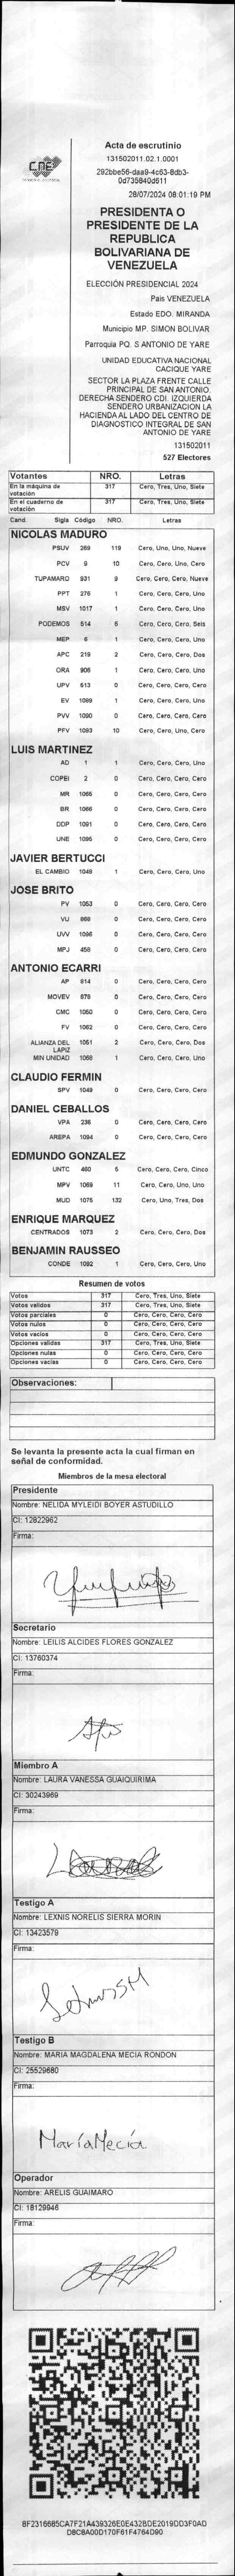 CNE
Acta de escrutinio
131502011.02.1.0001
292bbe56-daa9-4c63-8db3-
0d735840d611
28/07/2024 08:01:19 PM
PRESIDENTA O
PRESIDENTE DE LA
REPUBLICA
BOLIVARIANA DE
VENEZUELA
ELECCIÓN PRESIDENCIAL 2024
País VENEZUELA
Estado EDO. MIRANDA
Municipio MP. SIMON BOLIVAR
Parroquia PQ. S ANTONIO DE YARE
UNIDAD EDUCATIVA NACIONAL
CACIQUE YARE
SECTOR LA PLAZA FRENTE CALLE
PRINCIPAL DE SAN ANTONIO.
DERECHA SENDERO CDI. IZQUIERDA
SENDERO URBANIZACION LA
HACIENDA AL LADO DEL CENTRO DE
DIAGNOSTICO INTEGRAL DE SAN
ANTONIO DE YARE
131502011
527 Electores
Votantes NRO. Letras
En la máquina de votación 317 Cero, Tres, Uno, Siete
En el cuaderno de votación 317 Cero, Tres, Uno, Siete
Cand. Sigla Código NRO. Letras
NICOLAS MADURO
PSUV 269 119 Cero, Uno, Uno, Nueve
PCV 9 10 Cero, Cero, Uno, Cero
TUPAMARO 931 9 Cero, Cero, Cero, Nueve
PPT 276 1 Cero, Cero, Cero, Uno
MSV 1017 1 Cero, Cero, Cero, Uno
PODEMOS 514 6 Cero, Cero, Cero, Seis
MEP 6 1 Cero, Cero, Cero, Uno
APC 219 2 Cero, Cero, Cero, Dos
ORA 906 1 Cero, Cero, Cero, Uno
UPV 613 0 Cero, Cero, Cero, Cero
EV 1089 1 Cero, Cero, Cero, Uno
PVV 1090 0 Cero, Cero, Cero, Cero
PFV 1093 10 Cero, Cero, Uno, Cero
LUIS MARTINEZ
AD 1 1 Cero, Cero, Cero, Uno
COPEI 2 0 Cero, Cero, Cero, Cero
MR 1065 0 Cero, Cero, Cero, Cero
BR 1066 0 Cero, Cero, Cero, Cero
DDP 1091 0 Cero, Cero, Cero, Cero
UNE 1095 0 Cero, Cero, Cero, Cero
JAVIER BERTUCCI
EL CAMBIO 1048 1 Cero, Cero, Cero, Uno
JOSE BRITO
PV 1053 0 Cero, Cero, Cero, Cero
VU 868 0 Cero, Cero, Cero, Cero
UVV 1096 0 Cero, Cero, Cero, Cero
MPJ 458 0 Cero, Cero, Cero, Cero
ANTONIO ECARRI
AP 814 0 Cero, Cero, Cero, Cero
MOVEV 878 0 Cero, Cero, Cero, Cero
CMC 1050 0 Cero, Cero, Cero, Cero
FV 1062 0 Cero, Cero, Cero, Cero
ALIANZA DEL LAPIZ 1051 2 Cero, Cero, Cero, Dos
MIN UNIDAD 1058 1 Cero, Cero, Cero, Uno
CLAUDIO FERMIN
SPV 1049 0 Cero, Cero, Cero, Cero
DANIEL CEBALLOS
VPA 236 0 Cero, Cero, Cero, Cero
AREPA 1094 0 Cero, Cero, Cero, Cero
EDMUNDO GONZALEZ
UNTC 460 5 Cero, Cero, Cero, Cinco
MPV 1069 11 Cero, Cero, Uno, Uno
MUD 1075 132 Cero, Uno, Tres, Dos
ENRIQUE MARQUEZ
CENTRADOS 1073 2 Cero, Cero, Cero, Dos
BENJAMIN RAUSSEO
CONDE 1092 1 Cero, Cero, Cero, Uno
Resumen de votos
Votos 317 Cero, Tres, Uno, Siete
Votos validos 317 Cero, Tres, Uno, Siete
Votos parciales 0 Cero, Cero, Cero, Cero
Votos nulos 0 Cero, Cero, Cero, Cero
Votos vacios 0 Cero, Cero, Cero, Cero
Opciones validas 317 Cero, Tres, Uno, Siete
Opciones nulas 0 Cero, Cero, Cero, Cero
Opciones vacias 0 Cero, Cero, Cero, Cero
Observaciones:
Se levanta la presente acta la cual firman en
señal de conformidad.
Miembros de la mesa electoral
Presidente
Nombre: NELIDA MYLEIDI BOYER ASTUDILLO
CI: 12822962
Firma:
Secretario
Nombre: LEILIS ALCIDES FLORES GONZALEZ
CI: 13760374
Firma:
Miembro A
Nombre: LAURA VANESSA GUAIQUIRIMA
CI: 30243969
Firma:
Testigo A
Nombre: LEXNIS NORELIS SIERRA MORIN
CI: 13423579
Firma:
Testigo B
Nombre: MARIA MAGDALENA MECIA RONDON
CI: 25529680
Firma:
María Mecía
Operador
Nombre: ARELIS GUAIMARO
CI: 18129946
Firma:
8F2316685CA7F21A439326E0E432BDE2019DD3F0AD
D8C8A00D170F61F4764D90